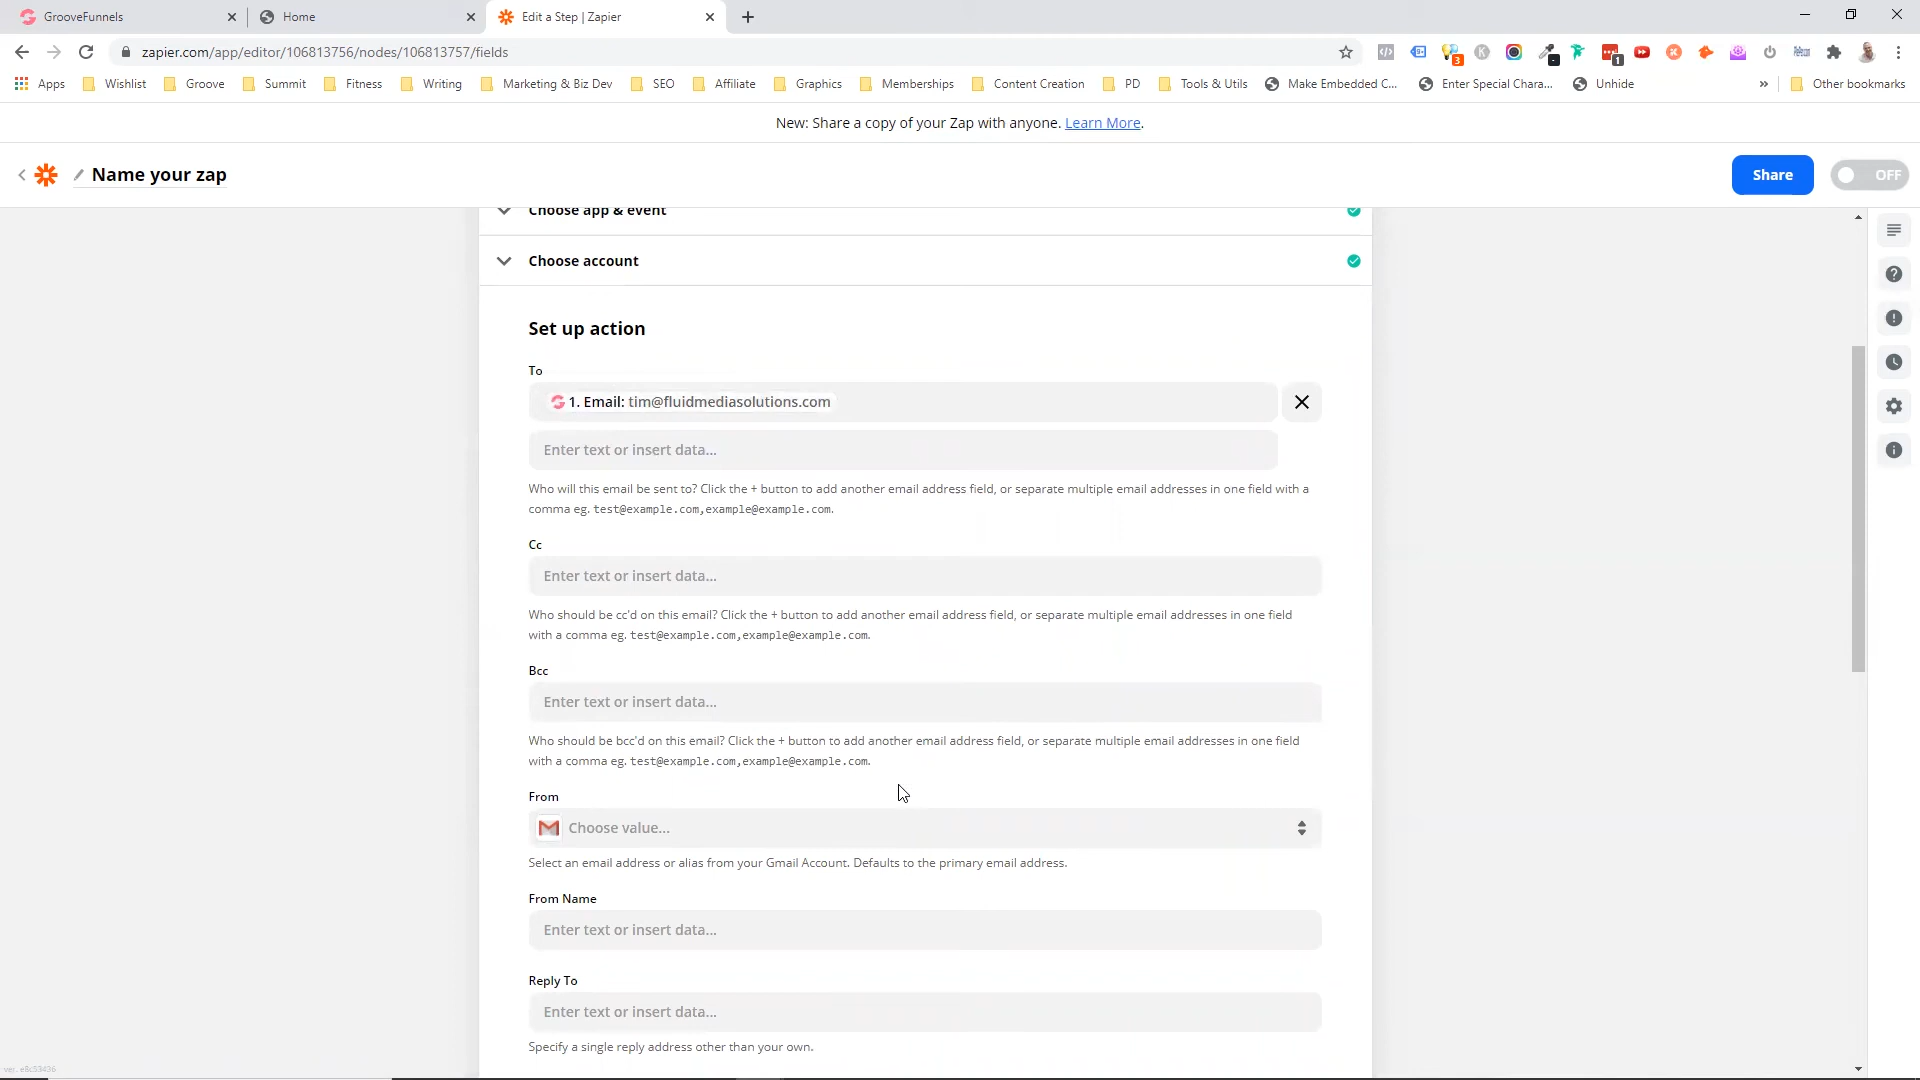 GrooveFunnels
Home
Edit a Step | Zapier
zapier.com/app/editor/106813756/nodes/106813757/fields
Apps
Wishlist
Groove
Summit
Fitness
Writing
Marketing & Biz Dev
SEO
Affiliate
Graphics
Memberships
Content Creation
PD
Tools & Utils
Make Embedded C...
Enter Special Chara...
Unhide
»
Other bookmarks
New: Share a copy of your Zap with anyone. Learn More.
Name your zap
Share
OFF
Choose app & event
Choose account
Set up action
To
1. Email: tim@fluidmediasolutions.com
Enter text or insert data...
Who will this email be sent to? Click the + button to add another email address field, or separate multiple email addresses in one field with a
comma eg. test@example.com,example@example.com.
Cc
Enter text or insert data...
Who should be cc'd on this email? Click the + button to add another email address field, or separate multiple email addresses in one field
with a comma eg. test@example.com,example@example.com.
Bcc
Enter text or insert data...
Who should be bcc'd on this email? Click the + button to add another email address field, or separate multiple email addresses in one field
with a comma eg. test@example.com,example@example.com.
From
Choose value...
Select an email address or alias from your Gmail Account. Defaults to the primary email address.
From Name
Enter text or insert data...
Reply To
Enter text or insert data...
Specify a single reply address other than your own.
ver. e8c53436